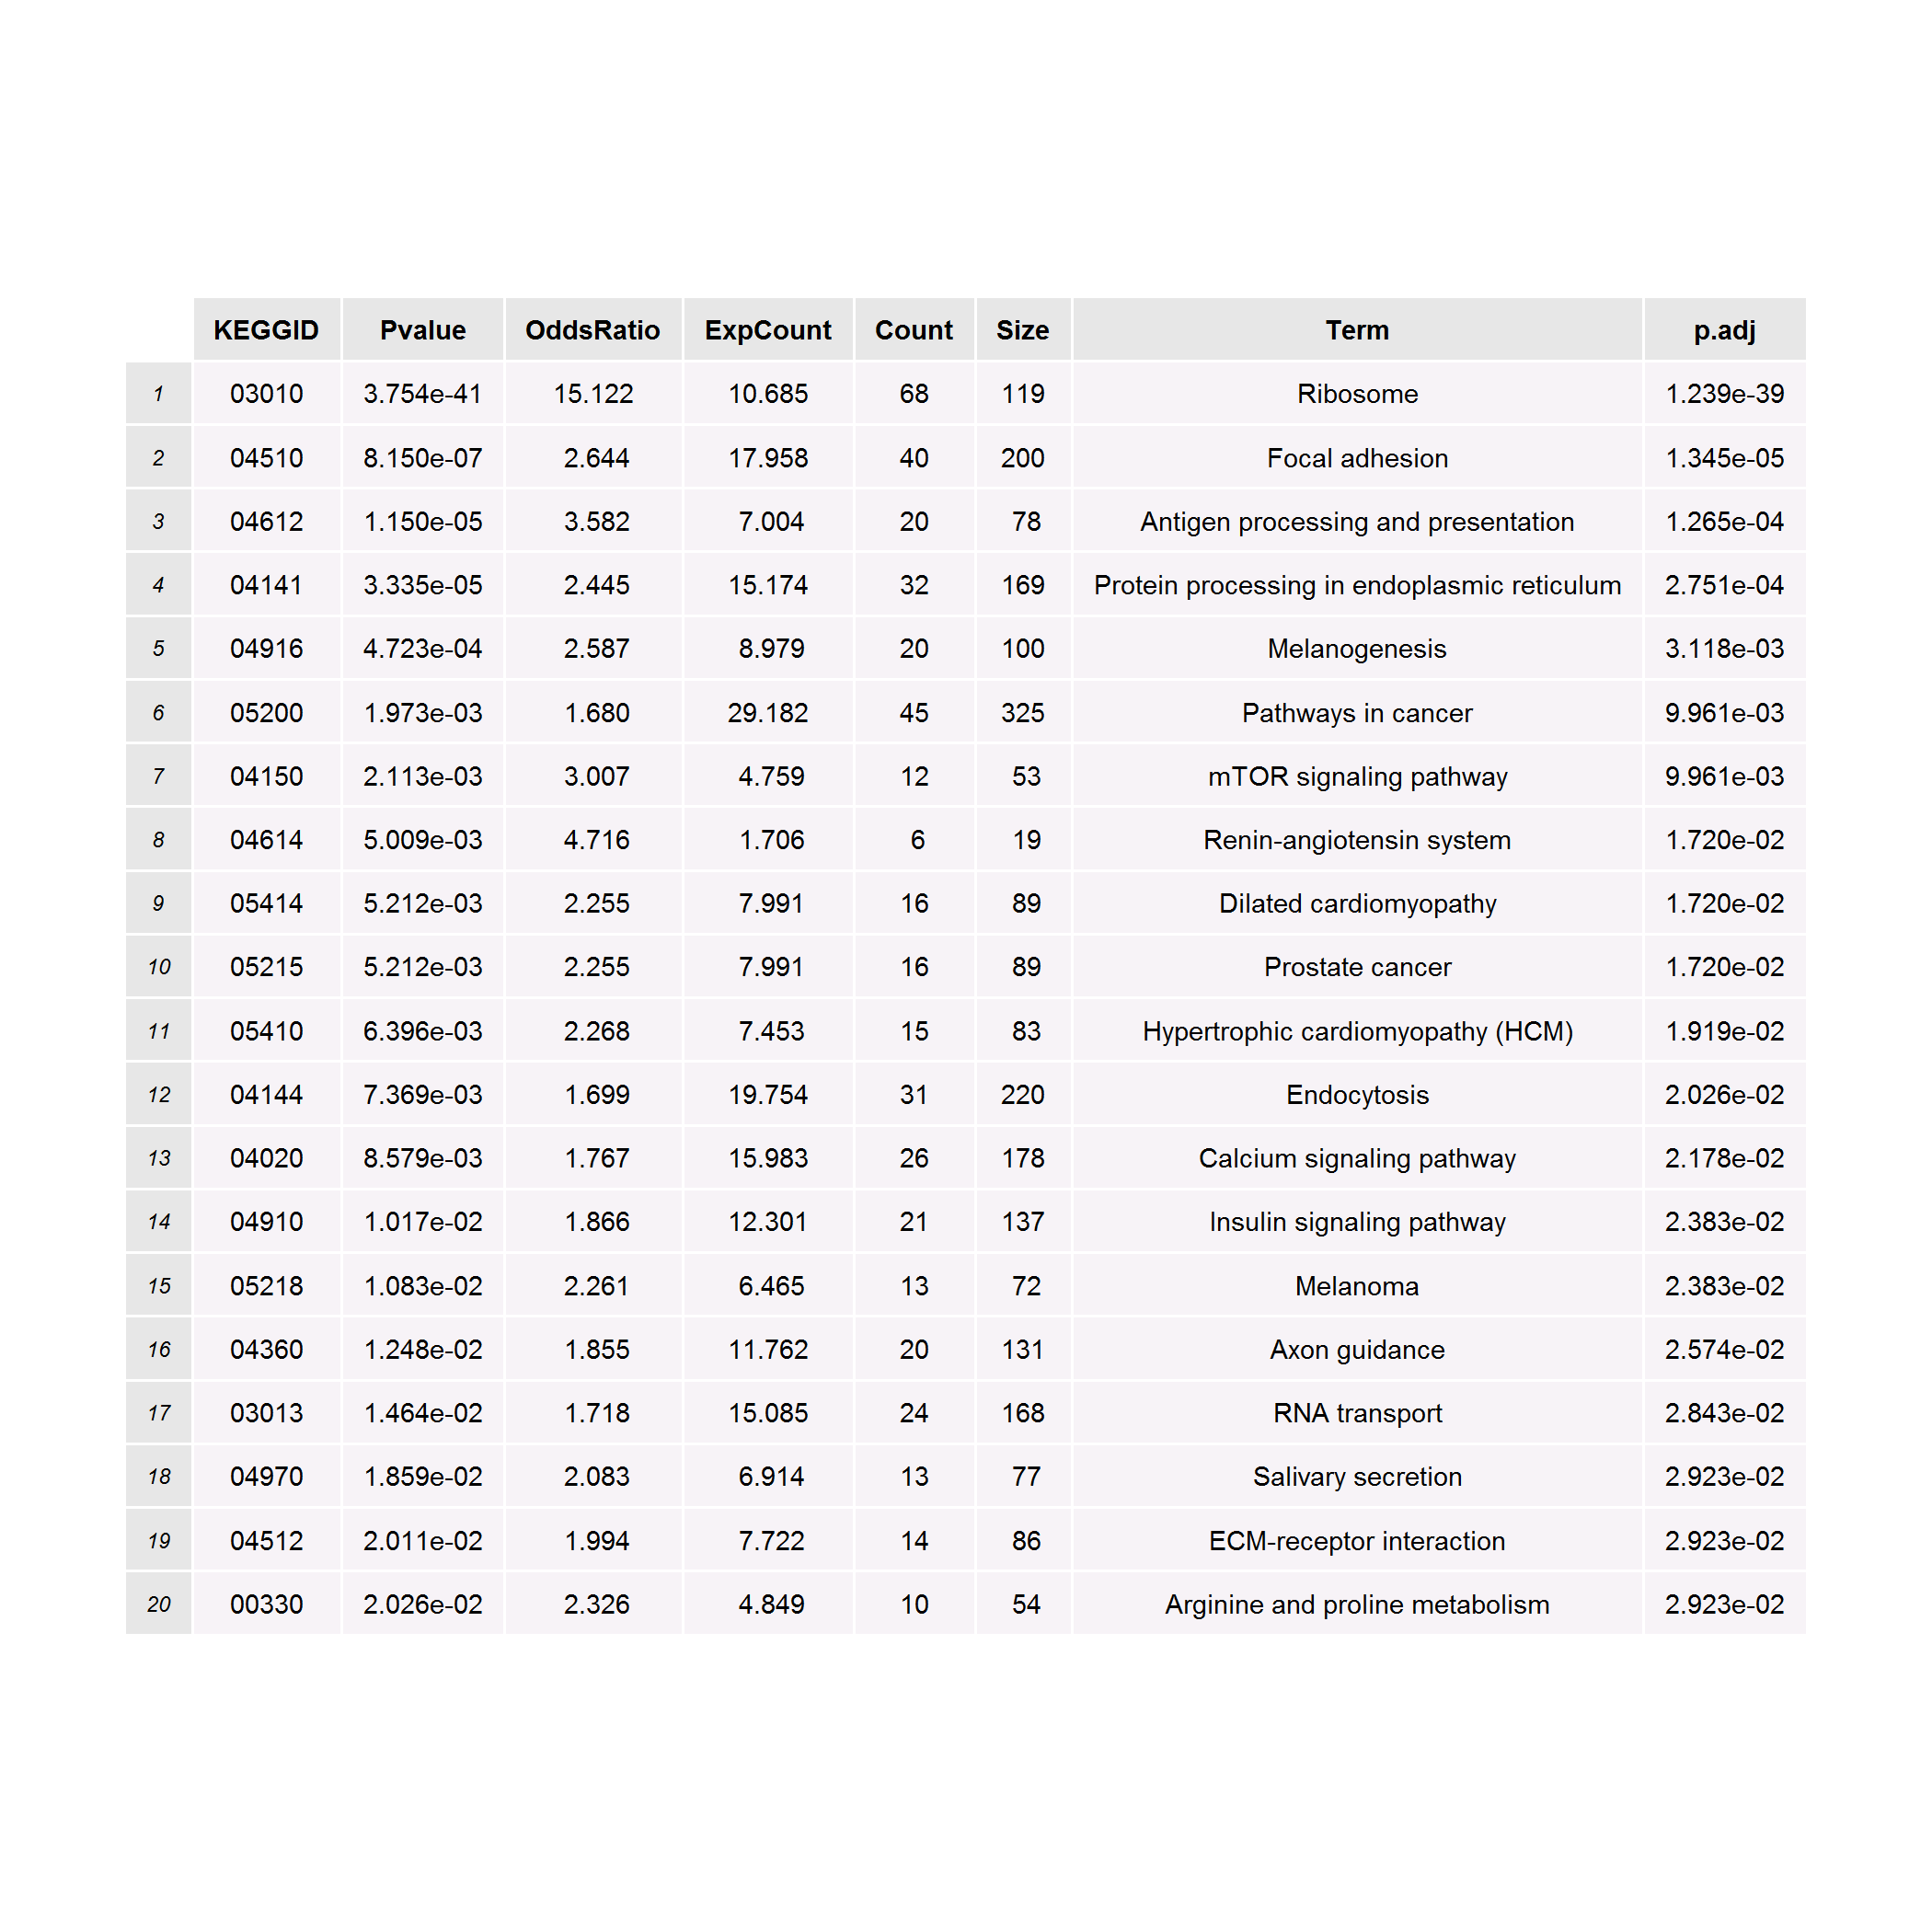 KEGGID Pvalue OddsRatio ExpCount Count Size Term p.adj
1 03010 3.754e-41 15.122 10.685 68 119 Ribosome 1.239e-39
2 04510 8.150e-07 2.644 17.958 40 200 Focal adhesion 1.345e-05
3 04612 1.150e-05 3.582 7.004 20 78 Antigen processing and presentation 1.265e-04
4 04141 3.335e-05 2.445 15.174 32 169 Protein processing in endoplasmic reticulum 2.751e-04
5 04916 4.723e-04 2.587 8.979 20 100 Melanogenesis 3.118e-03
6 05200 1.973e-03 1.680 29.182 45 325 Pathways in cancer 9.961e-03
7 04150 2.113e-03 3.007 4.759 12 53 mTOR signaling pathway 9.961e-03
8 04614 5.009e-03 4.716 1.706 6 19 Renin-angiotensin system 1.720e-02
9 05414 5.212e-03 2.255 7.991 16 89 Dilated cardiomyopathy 1.720e-02
10 05215 5.212e-03 2.255 7.991 16 89 Prostate cancer 1.720e-02
11 05410 6.396e-03 2.268 7.453 15 83 Hypertrophic cardiomyopathy (HCM) 1.919e-02
12 04144 7.369e-03 1.699 19.754 31 220 Endocytosis 2.026e-02
13 04020 8.579e-03 1.767 15.983 26 178 Calcium signaling pathway 2.178e-02
14 04910 1.017e-02 1.866 12.301 21 137 Insulin signaling pathway 2.383e-02
15 05218 1.083e-02 2.261 6.465 13 72 Melanoma 2.383e-02
16 04360 1.248e-02 1.855 11.762 20 131 Axon guidance 2.574e-02
17 03013 1.464e-02 1.718 15.085 24 168 RNA transport 2.843e-02
18 04970 1.859e-02 2.083 6.914 13 77 Salivary secretion 2.923e-02
19 04512 2.011e-02 1.994 7.722 14 86 ECM-receptor interaction 2.923e-02
20 00330 2.026e-02 2.326 4.849 10 54 Arginine and proline metabolism 2.923e-02